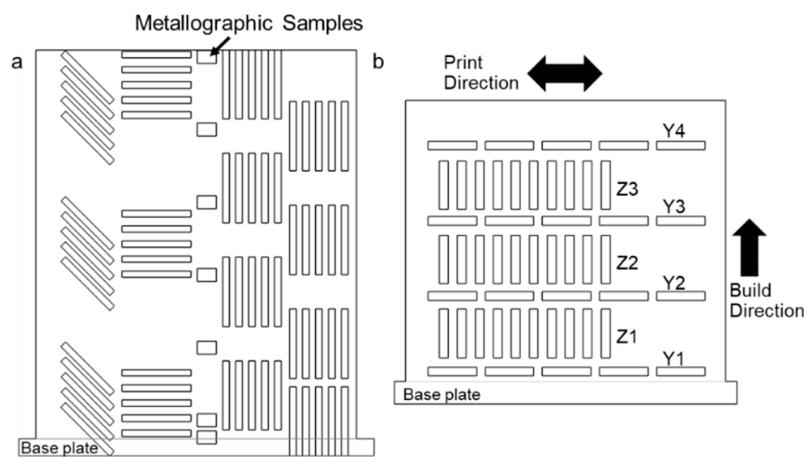 Metallographic Samples
a
Base plate
b
Print
Direction
Y4
Z3
Y3
Z2
Y2
Z1
Y1
Build
Direction
Base plate